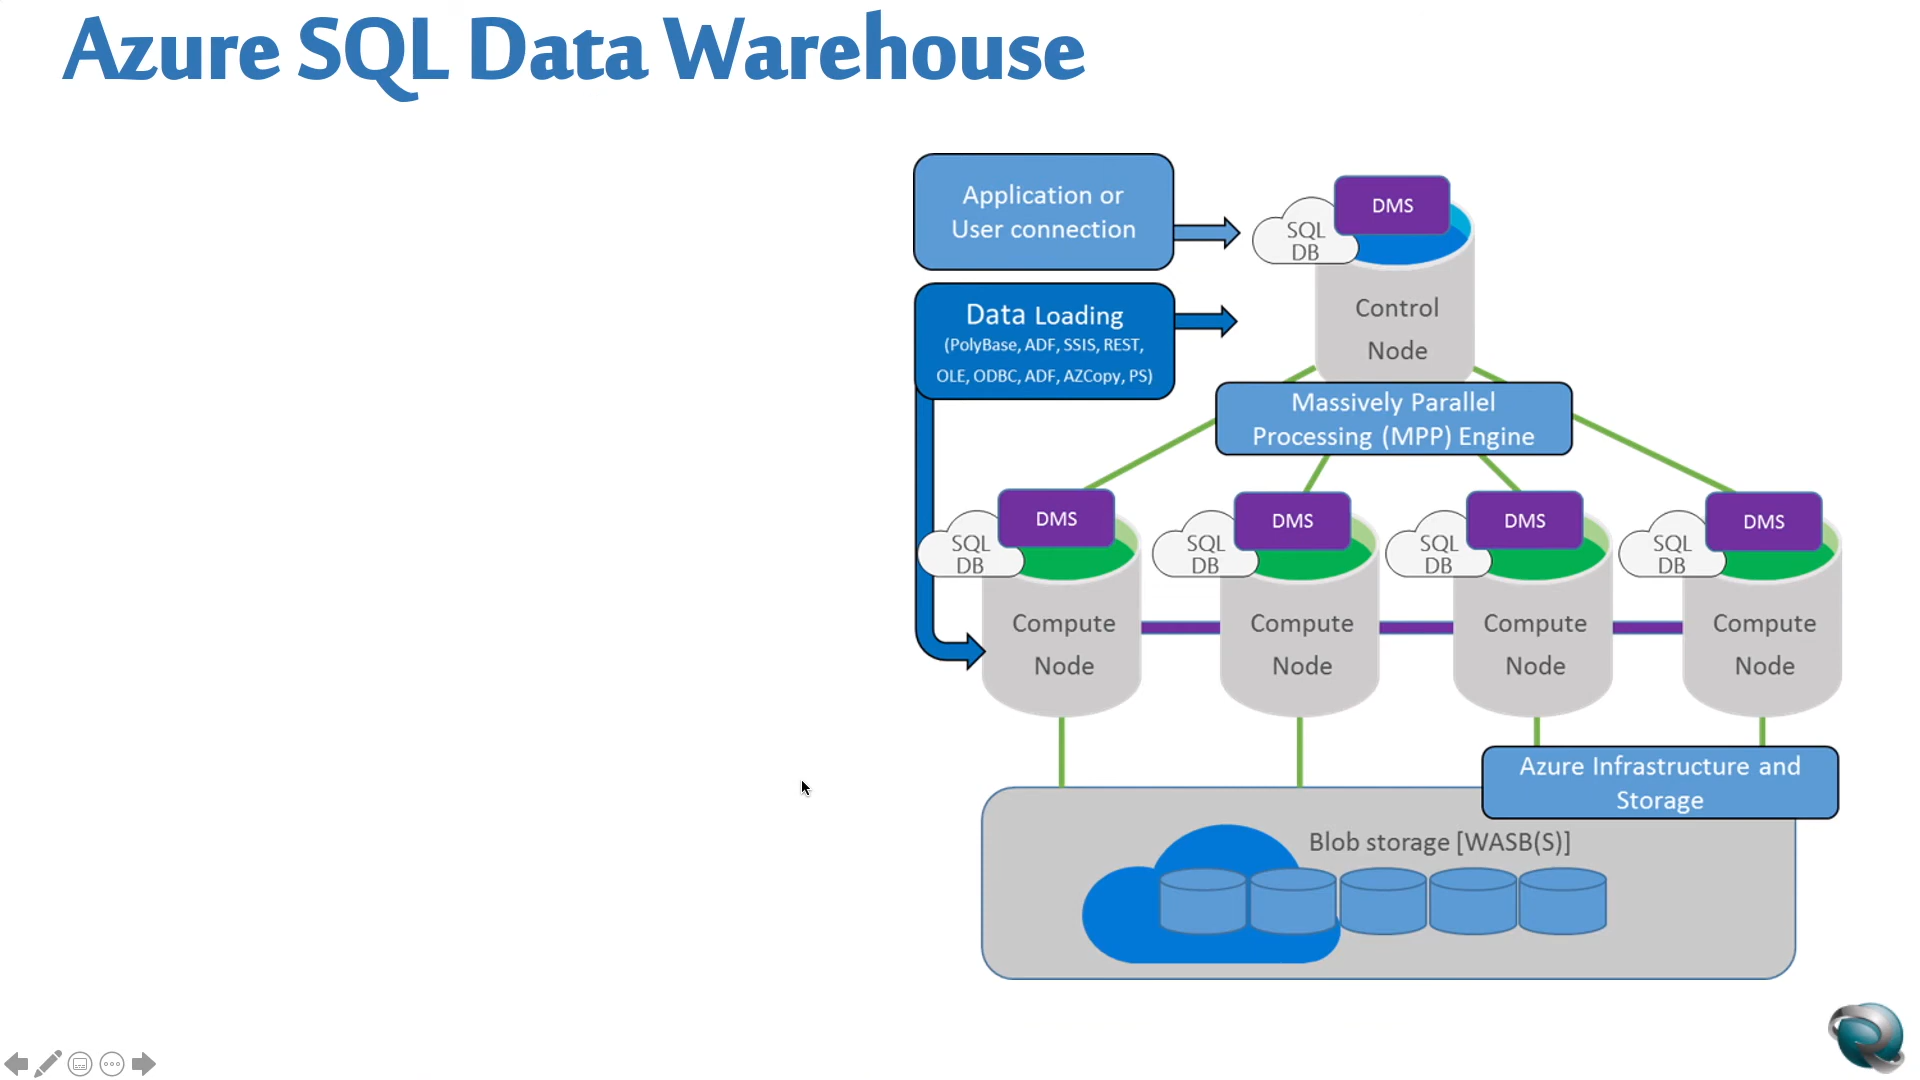 Azure SQL Data Warehouse
Application or
User connection
Data Loading
(PolyBase, ADF, SSIS, REST,
OLE, ODBC, ADF, AZCopy, PS)
SQL
DB
DMS
Control
Node
Massively Parallel
Processing (MPP) Engine
SQL
DB
DMS
Compute
Node
SQL
DB
DMS
Compute
Node
SQL
DB
DMS
Compute
Node
SQL
DB
DMS
Compute
Node
Azure Infrastructure and
Storage
Blob storage [WASB(S)]